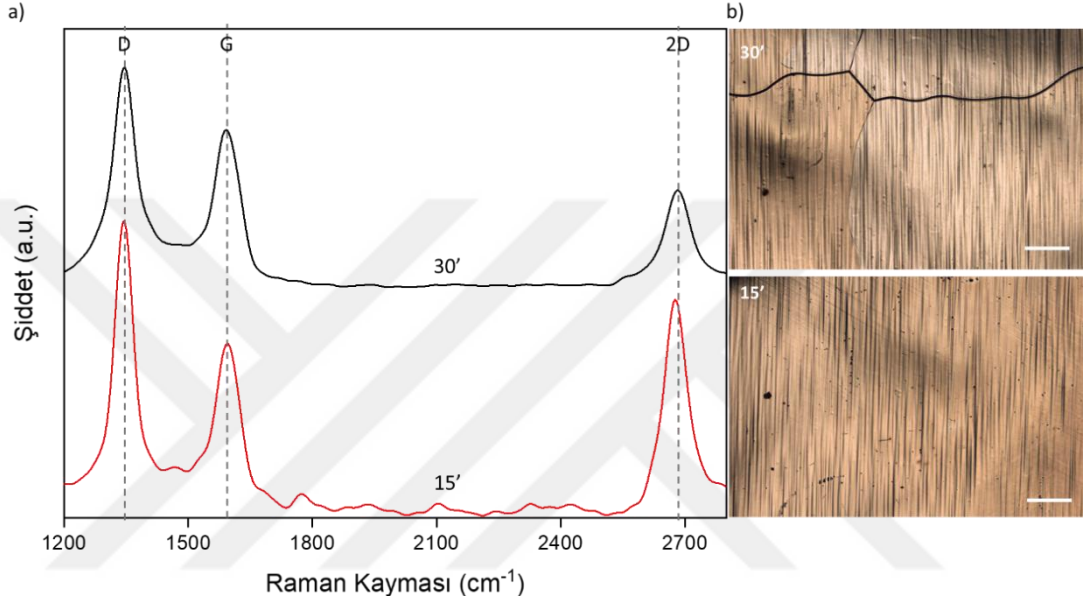 a)
D
G
2D
30’
15’
Şiddet (a.u.)
1200
1500
1800
2100
2400
2700
Raman Kayması (cm⁻¹)
b)
30’
15’